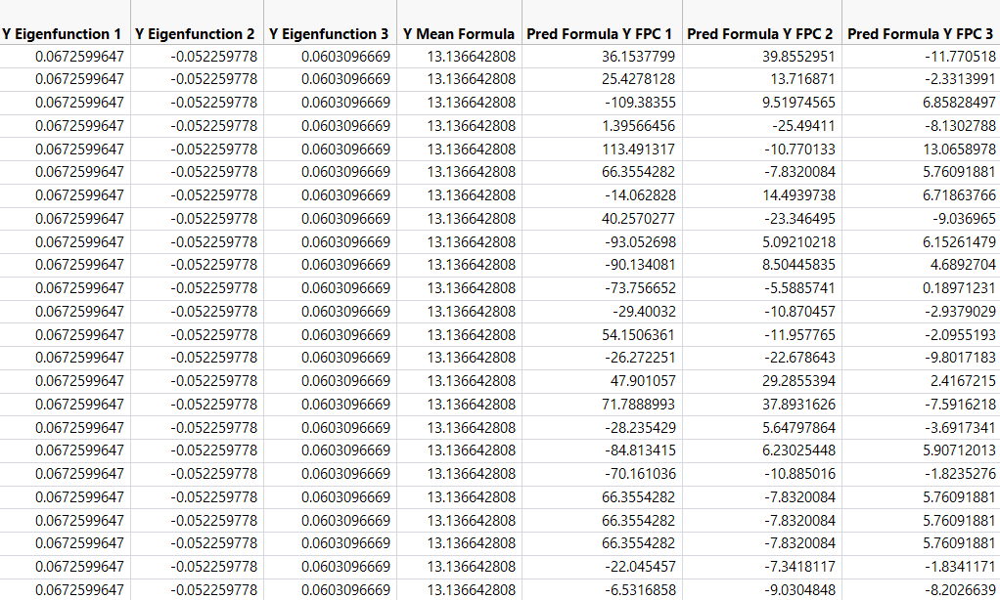 Y Eigenfunction 1 Y Eigenfunction 2 Y Eigenfunction 3 Y Mean Formula Pred Formula Y FPC 1 Pred Formula Y FPC 2 Pred Formula Y FPC 3
0.0672599647 -0.052259778 0.0603096669 13.136642808 36.1537799 39.8552951 -11.770518
0.0672599647 -0.052259778 0.0603096669 13.136642808 25.4278128 13.716871 -2.3313991
0.0672599647 -0.052259778 0.0603096669 13.136642808 -109.38355 9.51974565 6.85828497
0.0672599647 -0.052259778 0.0603096669 13.136642808 1.39566456 -25.49411 -8.1302788
0.0672599647 -0.052259778 0.0603096669 13.136642808 113.491317 -10.770133 13.0658978
0.0672599647 -0.052259778 0.0603096669 13.136642808 66.3554282 -7.8320084 5.76091881
0.0672599647 -0.052259778 0.0603096669 13.136642808 -14.062828 14.4939738 6.71863766
0.0672599647 -0.052259778 0.0603096669 13.136642808 40.2570277 -23.346495 -9.036965
0.0672599647 -0.052259778 0.0603096669 13.136642808 -93.052698 5.09210218 6.15261479
0.0672599647 -0.052259778 0.0603096669 13.136642808 -90.134081 8.50445835 4.6892704
0.0672599647 -0.052259778 0.0603096669 13.136642808 -73.756652 -5.5885741 0.18971231
0.0672599647 -0.052259778 0.0603096669 13.136642808 -29.40032 -10.870457 -2.9379029
0.0672599647 -0.052259778 0.0603096669 13.136642808 54.1506361 -11.957765 -2.0955193
0.0672599647 -0.052259778 0.0603096669 13.136642808 -26.272251 -22.678643 -9.8017183
0.0672599647 -0.052259778 0.0603096669 13.136642808 47.901057 29.2855394 2.4167215
0.0672599647 -0.052259778 0.0603096669 13.136642808 71.7888993 37.8931626 -7.5916218
0.0672599647 -0.052259778 0.0603096669 13.136642808 -28.235429 5.64797864 -3.6917341
0.0672599647 -0.052259778 0.0603096669 13.136642808 -84.813415 6.23025448 5.90712013
0.0672599647 -0.052259778 0.0603096669 13.136642808 -70.161036 -10.885016 -1.8235276
0.0672599647 -0.052259778 0.0603096669 13.136642808 66.3554282 -7.8320084 5.76091881
0.0672599647 -0.052259778 0.0603096669 13.136642808 66.3554282 -7.8320084 5.76091881
0.0672599647 -0.052259778 0.0603096669 13.136642808 66.3554282 -7.8320084 5.76091881
0.0672599647 -0.052259778 0.0603096669 13.136642808 -22.045457 -7.3418117 -1.8341171
0.0672599647 -0.052259778 0.0603096669 13.136642808 -6.5316858 -9.0304848 -8.2026639